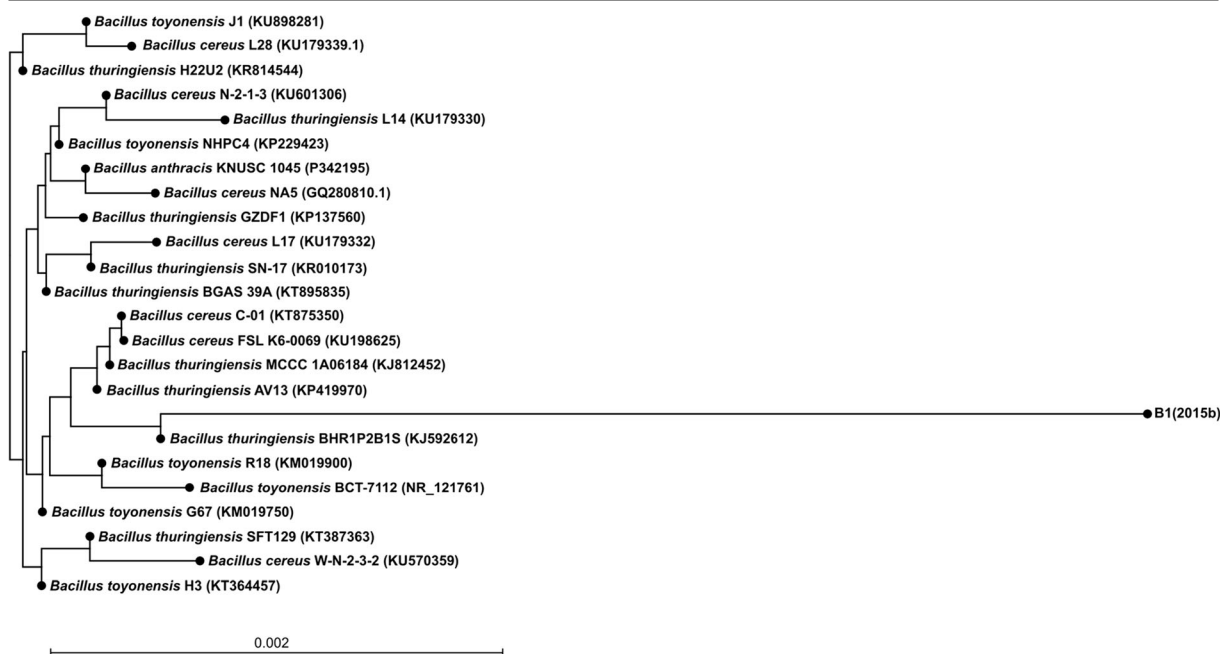 Bacillus toyonensis J1 (KU898281)
Bacillus cereus L28 (KU179339.1)
Bacillus thuringiensis H22U2 (KR814544)
Bacillus cereus N-2-1-3 (KU601306)
Bacillus thuringiensis L14 (KU179330)
Bacillus toyonensis NHPC4 (KP229423)
Bacillus anthracis KNUSC 1045 (P342195)
Bacillus cereus NA5 (GQ280810.1)
Bacillus thuringiensis GZDF1 (KP137560)
Bacillus cereus L17 (KU179332)
Bacillus thuringiensis SN-17 (KR010173)
Bacillus thuringiensis BGAS 39A (KT895835)
Bacillus cereus C-01 (KT875350)
Bacillus cereus FSL K6-0069 (KU198625)
Bacillus thuringiensis MCCC 1A06184 (KJ812452)
Bacillus thuringiensis AV13 (KP419970)
B1(2015b)
Bacillus thuringiensis BHR1P2B1S (KJ592612)
Bacillus toyonensis R18 (KM019900)
Bacillus toyonensis BCT-7112 (NR_121761)
Bacillus toyonensis G67 (KM019750)
Bacillus thuringiensis SFT129 (KT387363)
Bacillus cereus W-N-2-3-2 (KU570359)
Bacillus toyonensis H3 (KT364457)
0.002